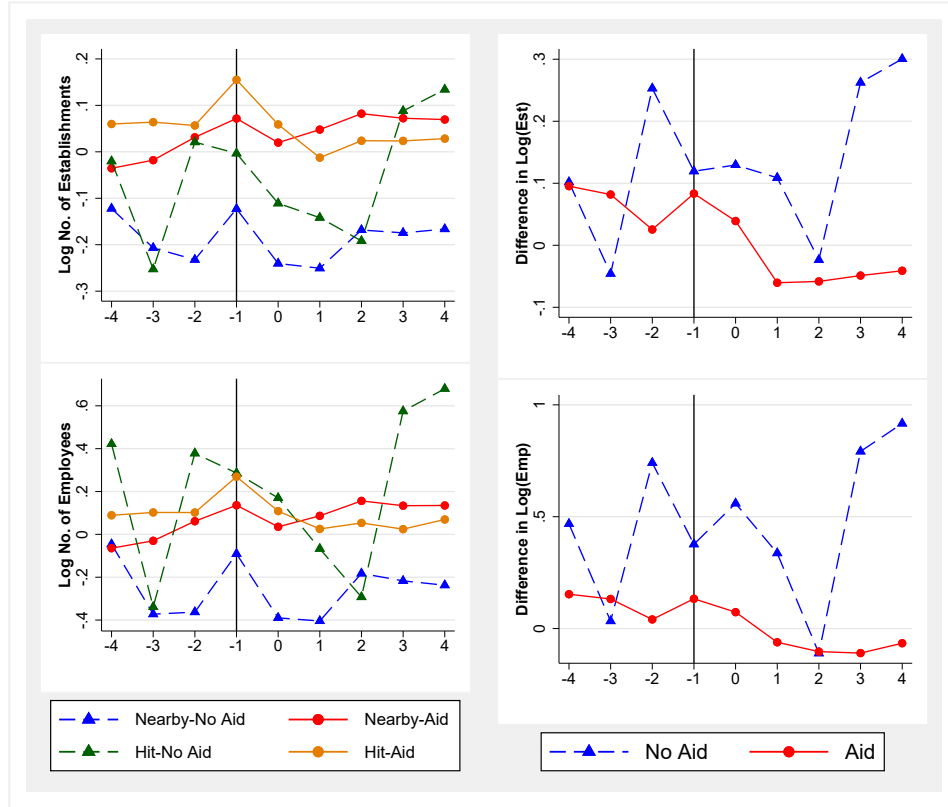 Log No. of Establishments
.2
.1
0
-.1
-.2
-.3
-4 -3 -2 -1 0 1 2 3 4
Difference in Log(Est)
.3
.2
.1
0
-.1
-4 -3 -2 -1 0 1 2 3 4
Log No. of Employees
.6
.4
.2
0
-.2
-.4
-4 -3 -2 -1 0 1 2 3 4
Difference in Log(Emp)
1
.5
0
-4 -3 -2 -1 0 1 2 3 4
Nearby-No Aid Nearby-Aid
Hit-No Aid Hit-Aid
No Aid Aid